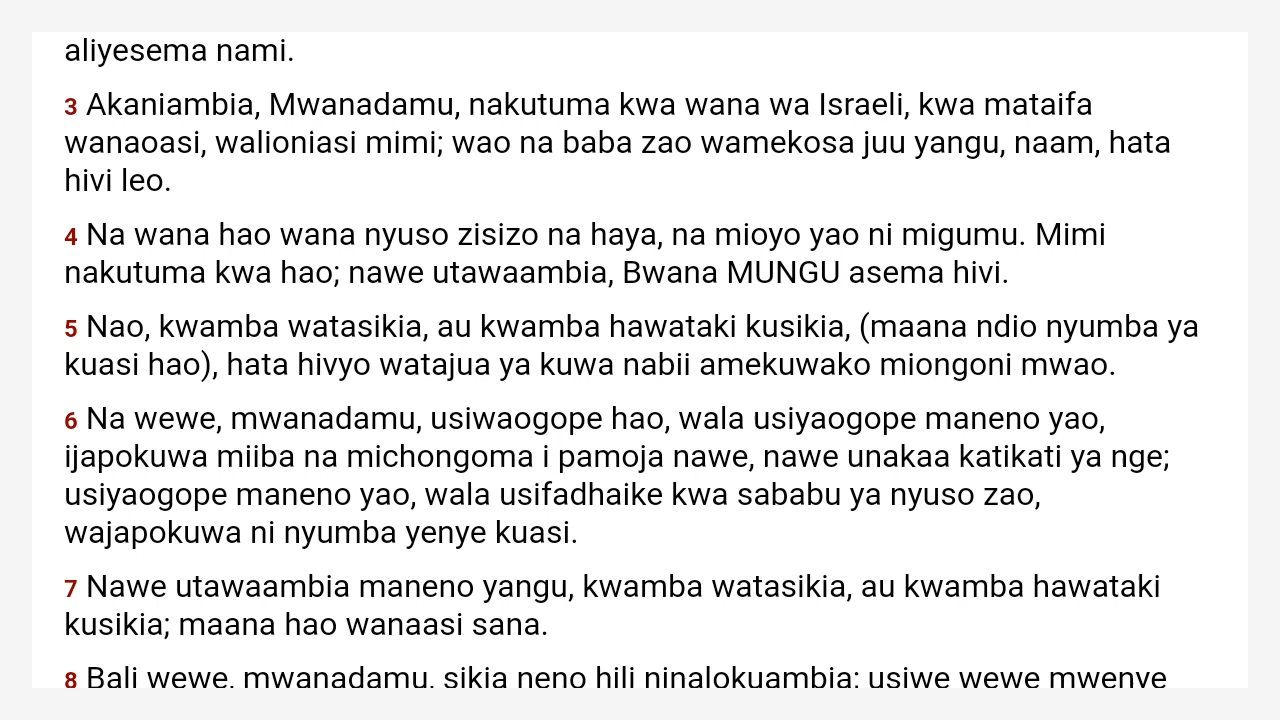 aliyesema nami.
3 Akaniambia, Mwanadamu, nakutuma kwa wana wa Israeli, kwa mataifa
wanaoasi, walioniasi mimi; wao na baba zao wamekosa juu yangu, naam, hata
hivi leo.
4 Na wana hao wana nyuso zisizo na haya, na mioyo yao ni migumu. Mimi
nakutuma kwa hao; nawe utawaambia, Bwana MUNGU asema hivi.
5 Nao, kwamba watasikia, au kwamba hawataki kusikia, (maana ndio nyumba ya
kuasi hao), hata hivyo watajua ya kuwa nabii amekuwako miongoni mwao.
6 Na wewe, mwanadamu, usiwaogope hao, wala usiyaogope maneno yao,
ijapokuwa miiba na michongoma i pamoja nawe, nawe unakaa katikati ya nge;
usiyaogope maneno yao, wala usifadhaike kwa sababu ya nyuso zao,
wajapokuwa ni nyumba yenye kuasi.
7 Nawe utawaambia maneno yangu, kwamba watasikia, au kwamba hawataki
kusikia; maana hao wanaasi sana.
8 Bali wewe, mwanadamu, sikia neno hili ninalokuambia; usiwe wewe mwenye